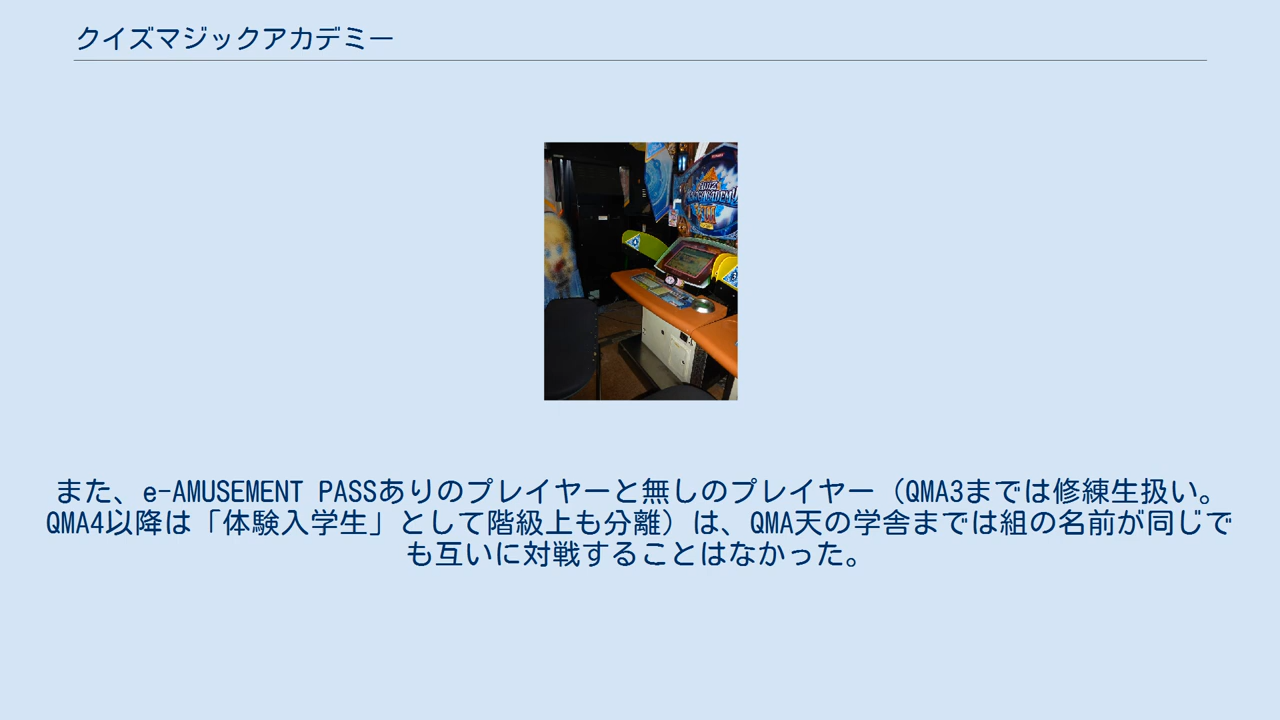 クイズマジックアカデミー
QUIZ
MAGIC ACADEMY
また、e-AMUSEMENT PASSありのプレイヤーと無しのプレイヤー（QMA3までは修練生扱い。
QMA4以降は「体験入学生」として階級上も分離）は、QMA天の学舎までは組の名前が同じで
も互いに対戦することはなかった。